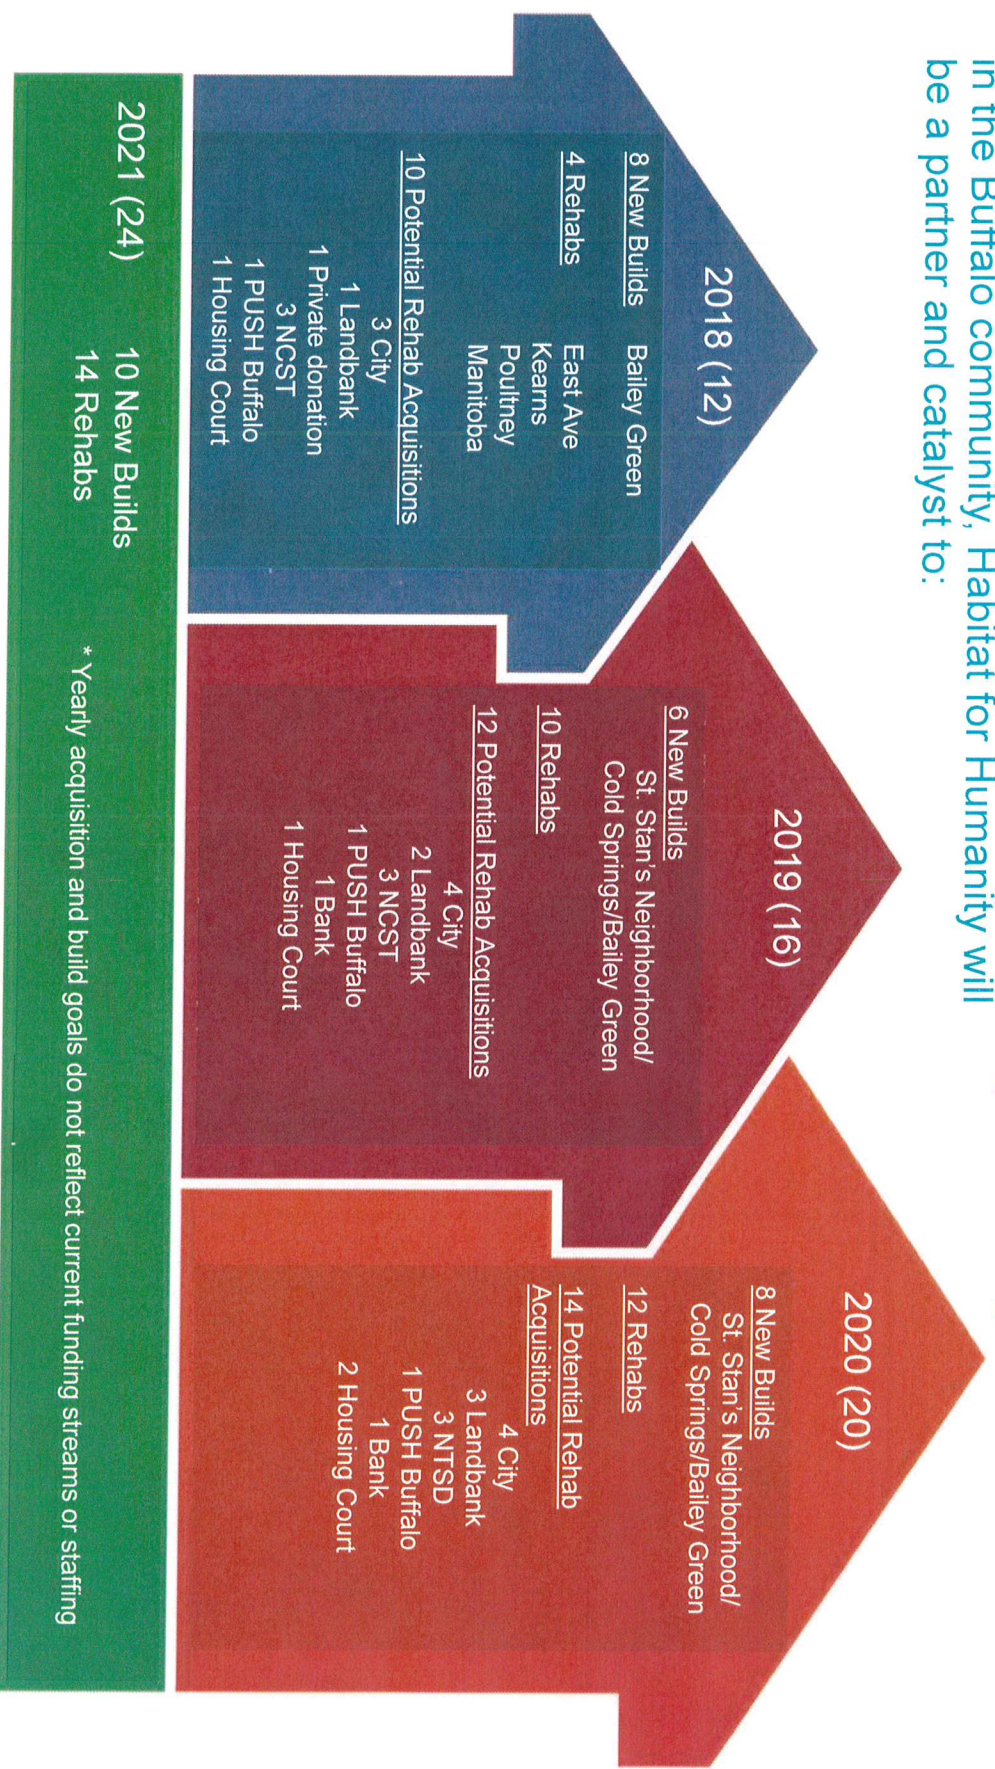 in the Buffalo community, Habitat for Humanity will
be a partner and catalyst to:
2018 (12)
8 New Builds Bailey Green
4 Rehabs East Ave
Kearns
Poultney
Manitoba
10 Potential Rehab Acquisitions
3 City
1 Landbank
1 Private donation
3 NCST
1 PUSH Buffalo
1 Housing Court
2019 (16)
6 New Builds
St. Stan's Neighborhood/
Cold Springs/Bailey Green
10 Rehabs
12 Potential Rehab Acquisitions
4 City
2 Landbank
3 NCST
1 PUSH Buffalo
1 Bank
1 Housing Court
2020 (20)
8 New Builds
St. Stan's Neighborhood/
Cold Springs/Bailey Green
12 Rehabs
14 Potential Rehab
Acquisitions
4 City
3 Landbank
3 NTSD
1 PUSH Buffalo
1 Bank
2 Housing Court
2021 (24) 10 New Builds
14 Rehabs
* Yearly acquisition and build goals do not reflect current funding streams or staffing